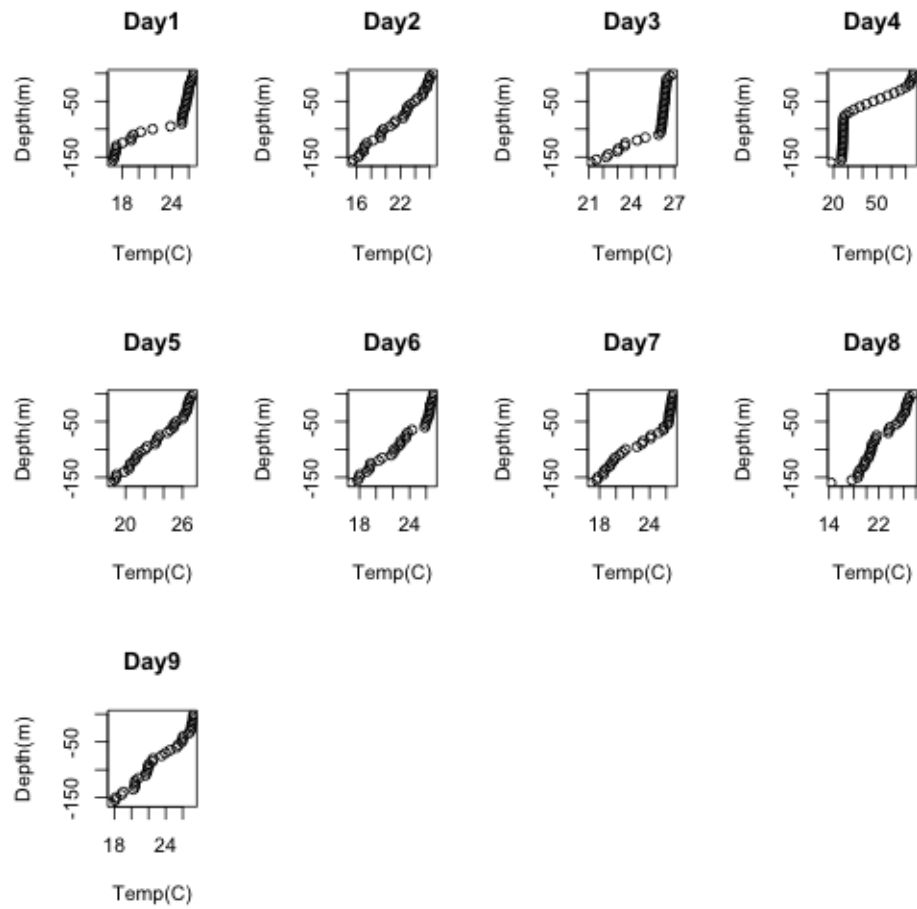 Day1
Day2
Day3
Day4
Depth(m)
-50
-150
18
24
Temp(C)
Depth(m)
-50
-150
16
22
Temp(C)
Depth(m)
-50
-150
21
24
27
Temp(C)
Depth(m)
-50
-150
20
50
Temp(C)
Day5
Day6
Day7
Day8
Depth(m)
-50
-150
20
26
Temp(C)
Depth(m)
-50
-150
18
24
Temp(C)
Depth(m)
-50
-150
18
24
Temp(C)
Depth(m)
-50
-150
14
22
Temp(C)
Day9
Depth(m)
-50
-150
18
24
Temp(C)